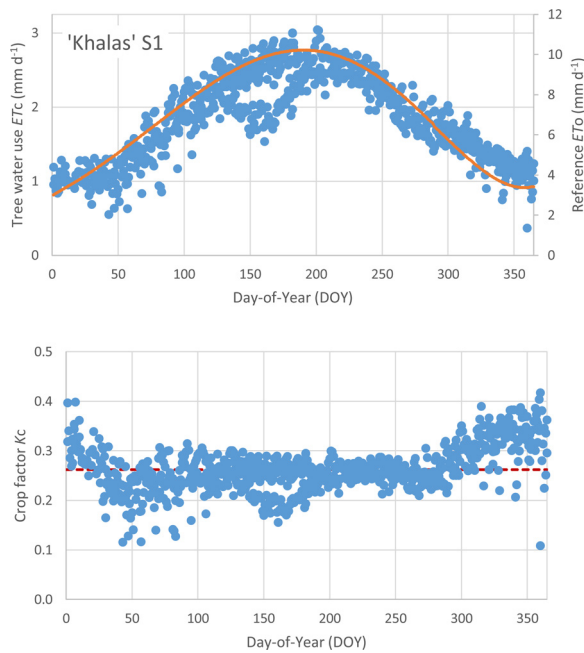 'Khalas' S1
Tree water use ETc (mm d-1)
3
2
1
0
Reference ETo (mm d-1)
12
10
8
6
4
2
0
0 50 100 150 200 250 300 350
Day-of-Year (DOY)
Crop factor Kc
0.5
0.4
0.3
0.2
0.1
0.0
0 50 100 150 200 250 300 350
Day-of-Year (DOY)